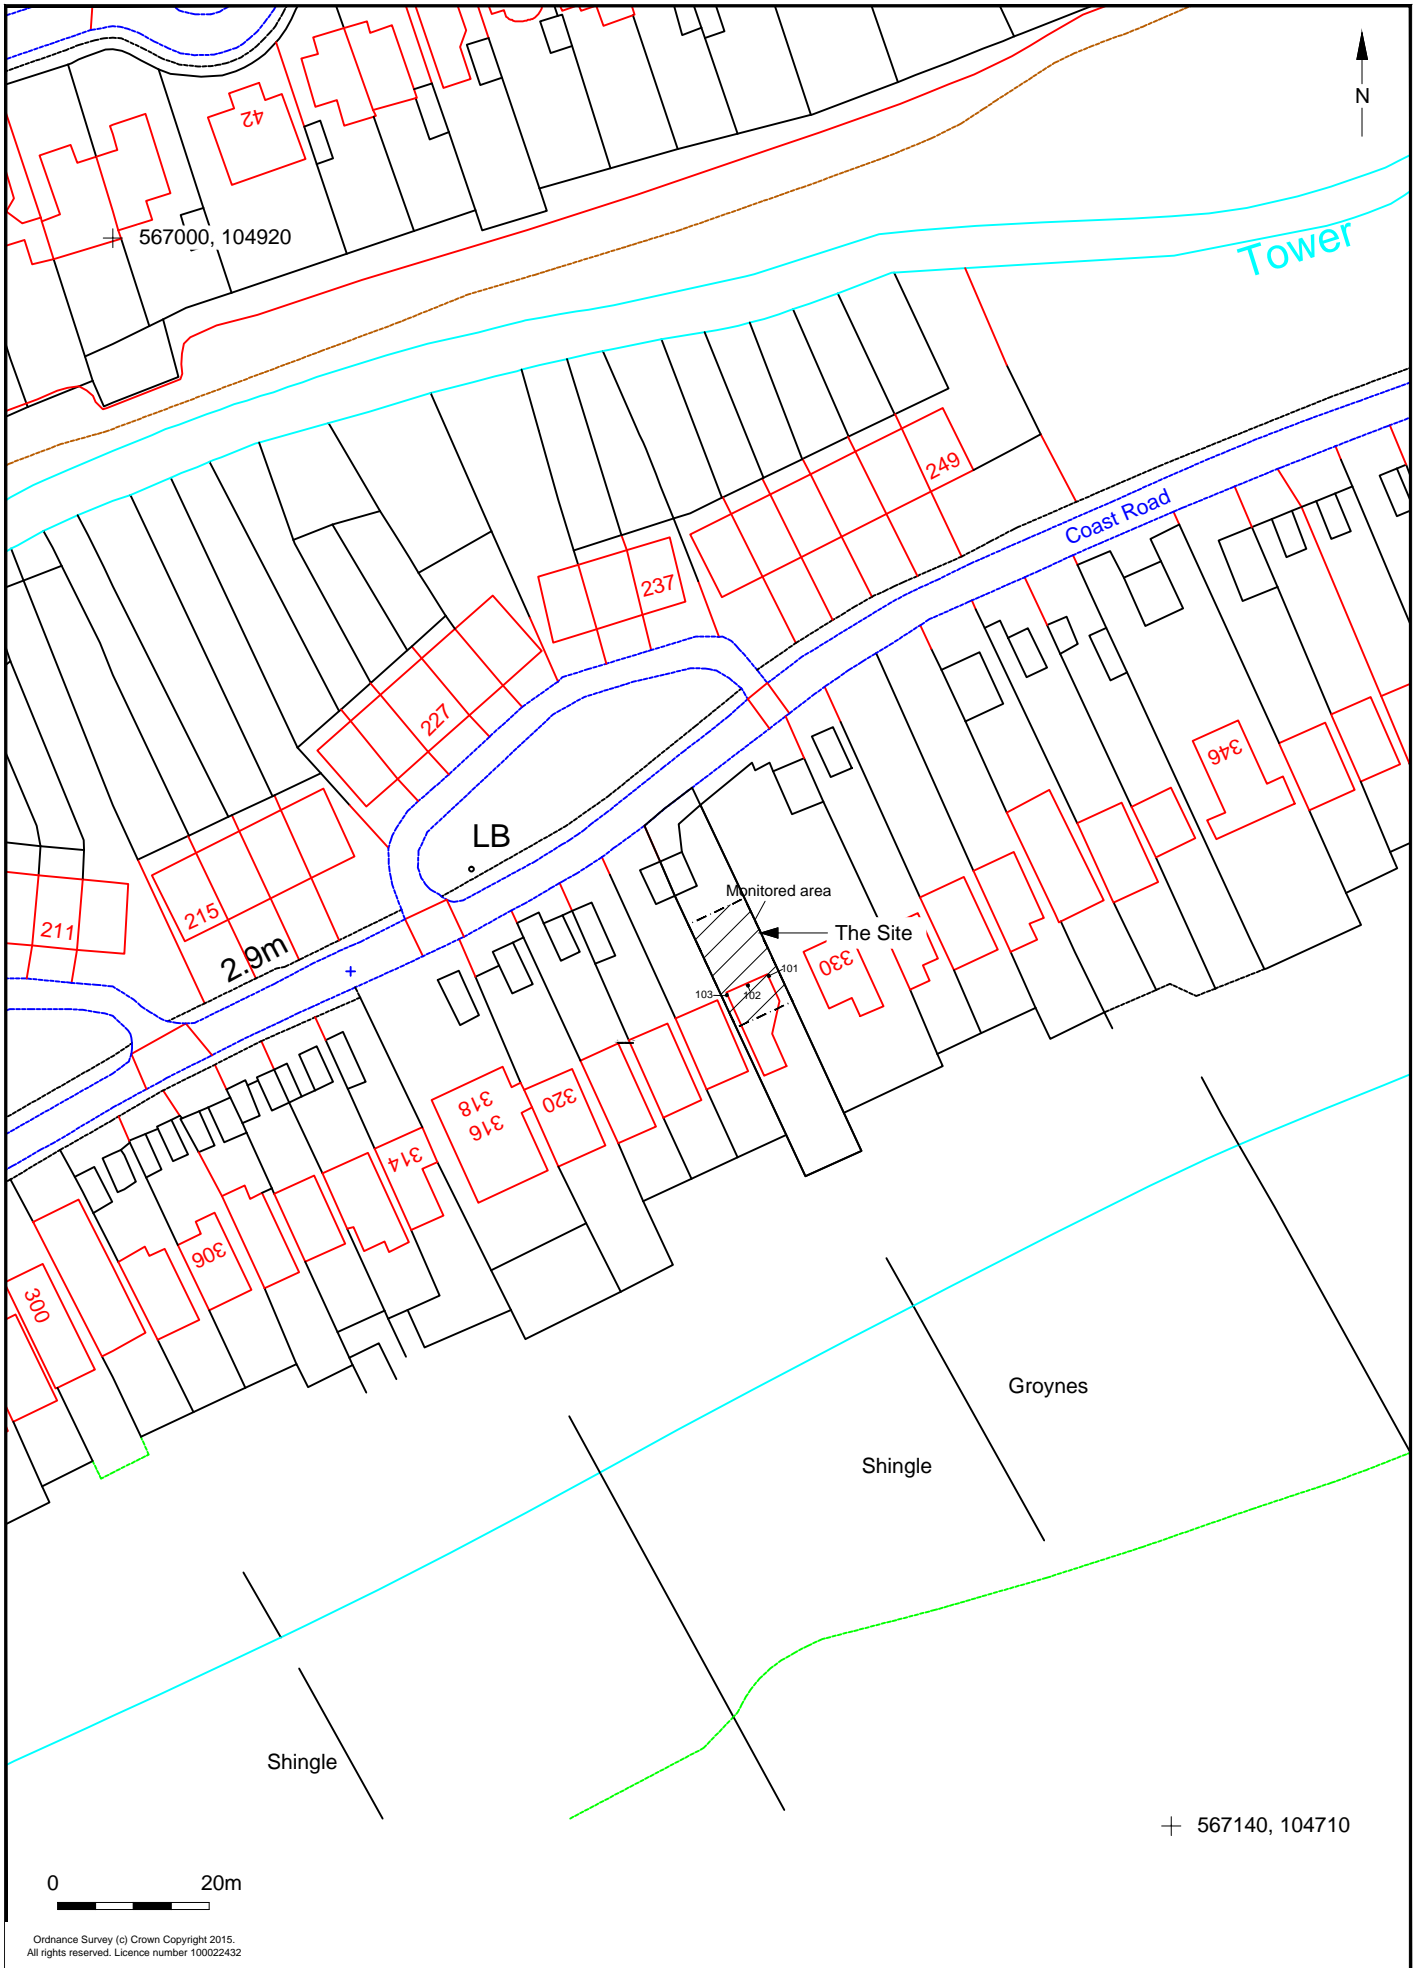 42
N
567000, 104920
Tower
249
Coast Road
237
227
346
LB
Monitored area
215
The Site
211
2.9m
330
101
102
103
318
316
320
314
306
300
Groynes
Shingle
Shingle
567140, 104710
0 20m
Ordnance Survey (c) Crown Copyright 2015.
All rights reserved. Licence number 100022432